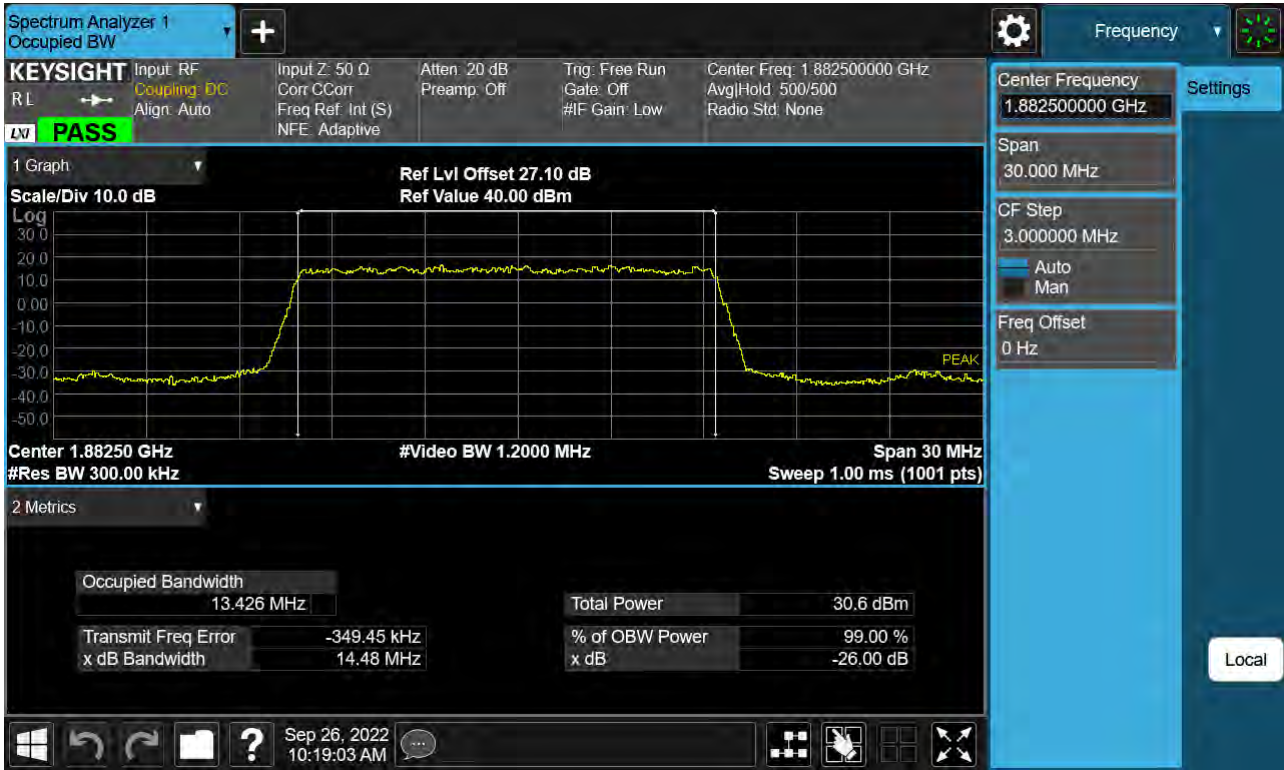 Spectrum Analyzer 1
Occupied BW
+
Frequency
KEYSIGHT
RL
LXI PASS
Input: RF
Coupling: DC
Align: Auto
Input Z: 50 Ω
Corr CCorr
Freq Ref: Int (S)
NFE: Adaptive
Atten: 20 dB
Preamp: Off
Trig: Free Run
Gate: Off
#IF Gain: Low
Center Freq: 1.882500000 GHz
Avg|Hold: 500/500
Radio Std: None
Center Frequency
1.882500000 GHz
Settings
Span
30.000 MHz
CF Step
3.000000 MHz
Auto
Man
Freq Offset
0 Hz
Local
1 Graph
Scale/Div 10.0 dB
Ref Lvl Offset 27.10 dB
Ref Value 40.00 dBm
Log
30.0
20.0
10.0
0.00
-10.0
-20.0
-30.0
-40.0
-50.0
PEAK
Center 1.88250 GHz
#Video BW 1.2000 MHz
Span 30 MHz
#Res BW 300.00 kHz
Sweep 1.00 ms (1001 pts)
2 Metrics
Occupied Bandwidth
13.426 MHz
Transmit Freq Error -349.45 kHz
x dB Bandwidth 14.48 MHz
Total Power 30.6 dBm
% of OBW Power 99.00 %
x dB -26.00 dB
?
Sep 26, 2022
10:19:03 AM